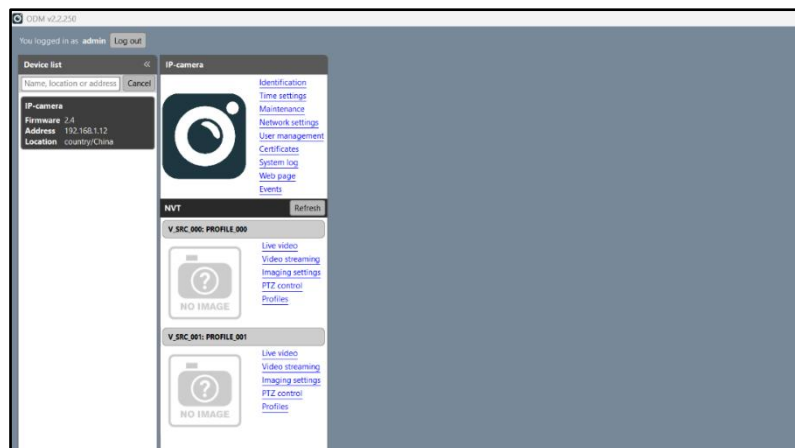 ODM v2.2.250
You logged in as admin Log out
Device list «
Name, location or address Cancel
IP-camera
Firmware 2.4
Address 192.168.1.12
Location country/China
IP-camera
Identification
Time settings
Maintenance
Network settings
User management
Certificates
System log
Web page
Events
NVT Refresh
V_SRC_000: PROFILE_000
NO IMAGE
Live video
Video streaming
Imaging settings
PTZ control
Profiles
V_SRC_001: PROFILE_001
NO IMAGE
Live video
Video streaming
Imaging settings
PTZ control
Profiles